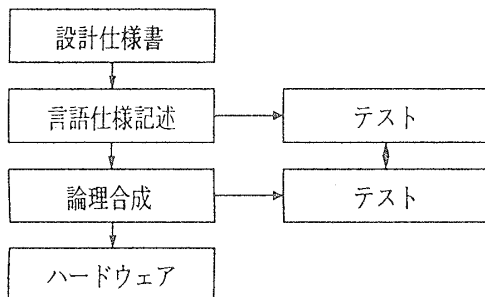 設計仕様書
言語仕様記述
テスト
論理合成
テスト
ハードウェア